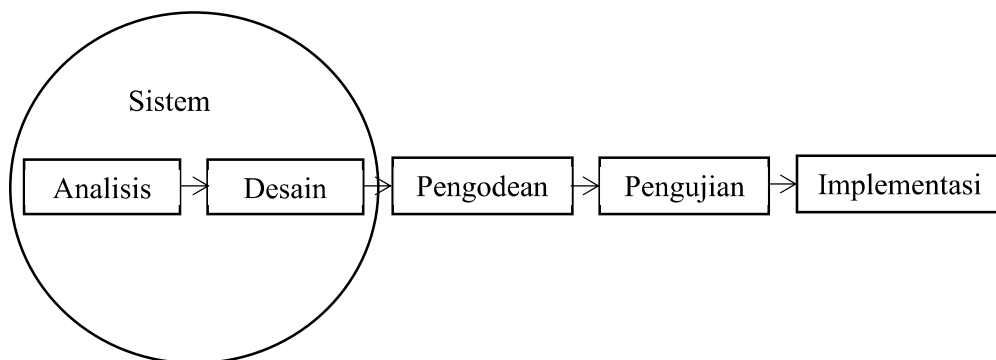 Sistem
Analisis
Desain
Pengodean
Pengujian
Implementasi